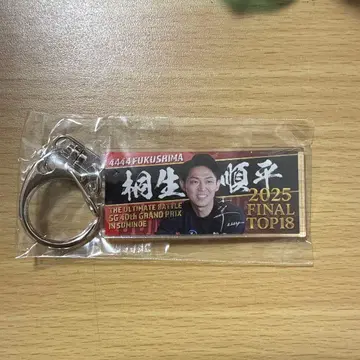 4444 FUKUSHIMA
桐生 順平
THE ULTIMATE BATTLE
SG 40th GRAND PRIX
IN SUMINOE
2025
FINAL
TOP18